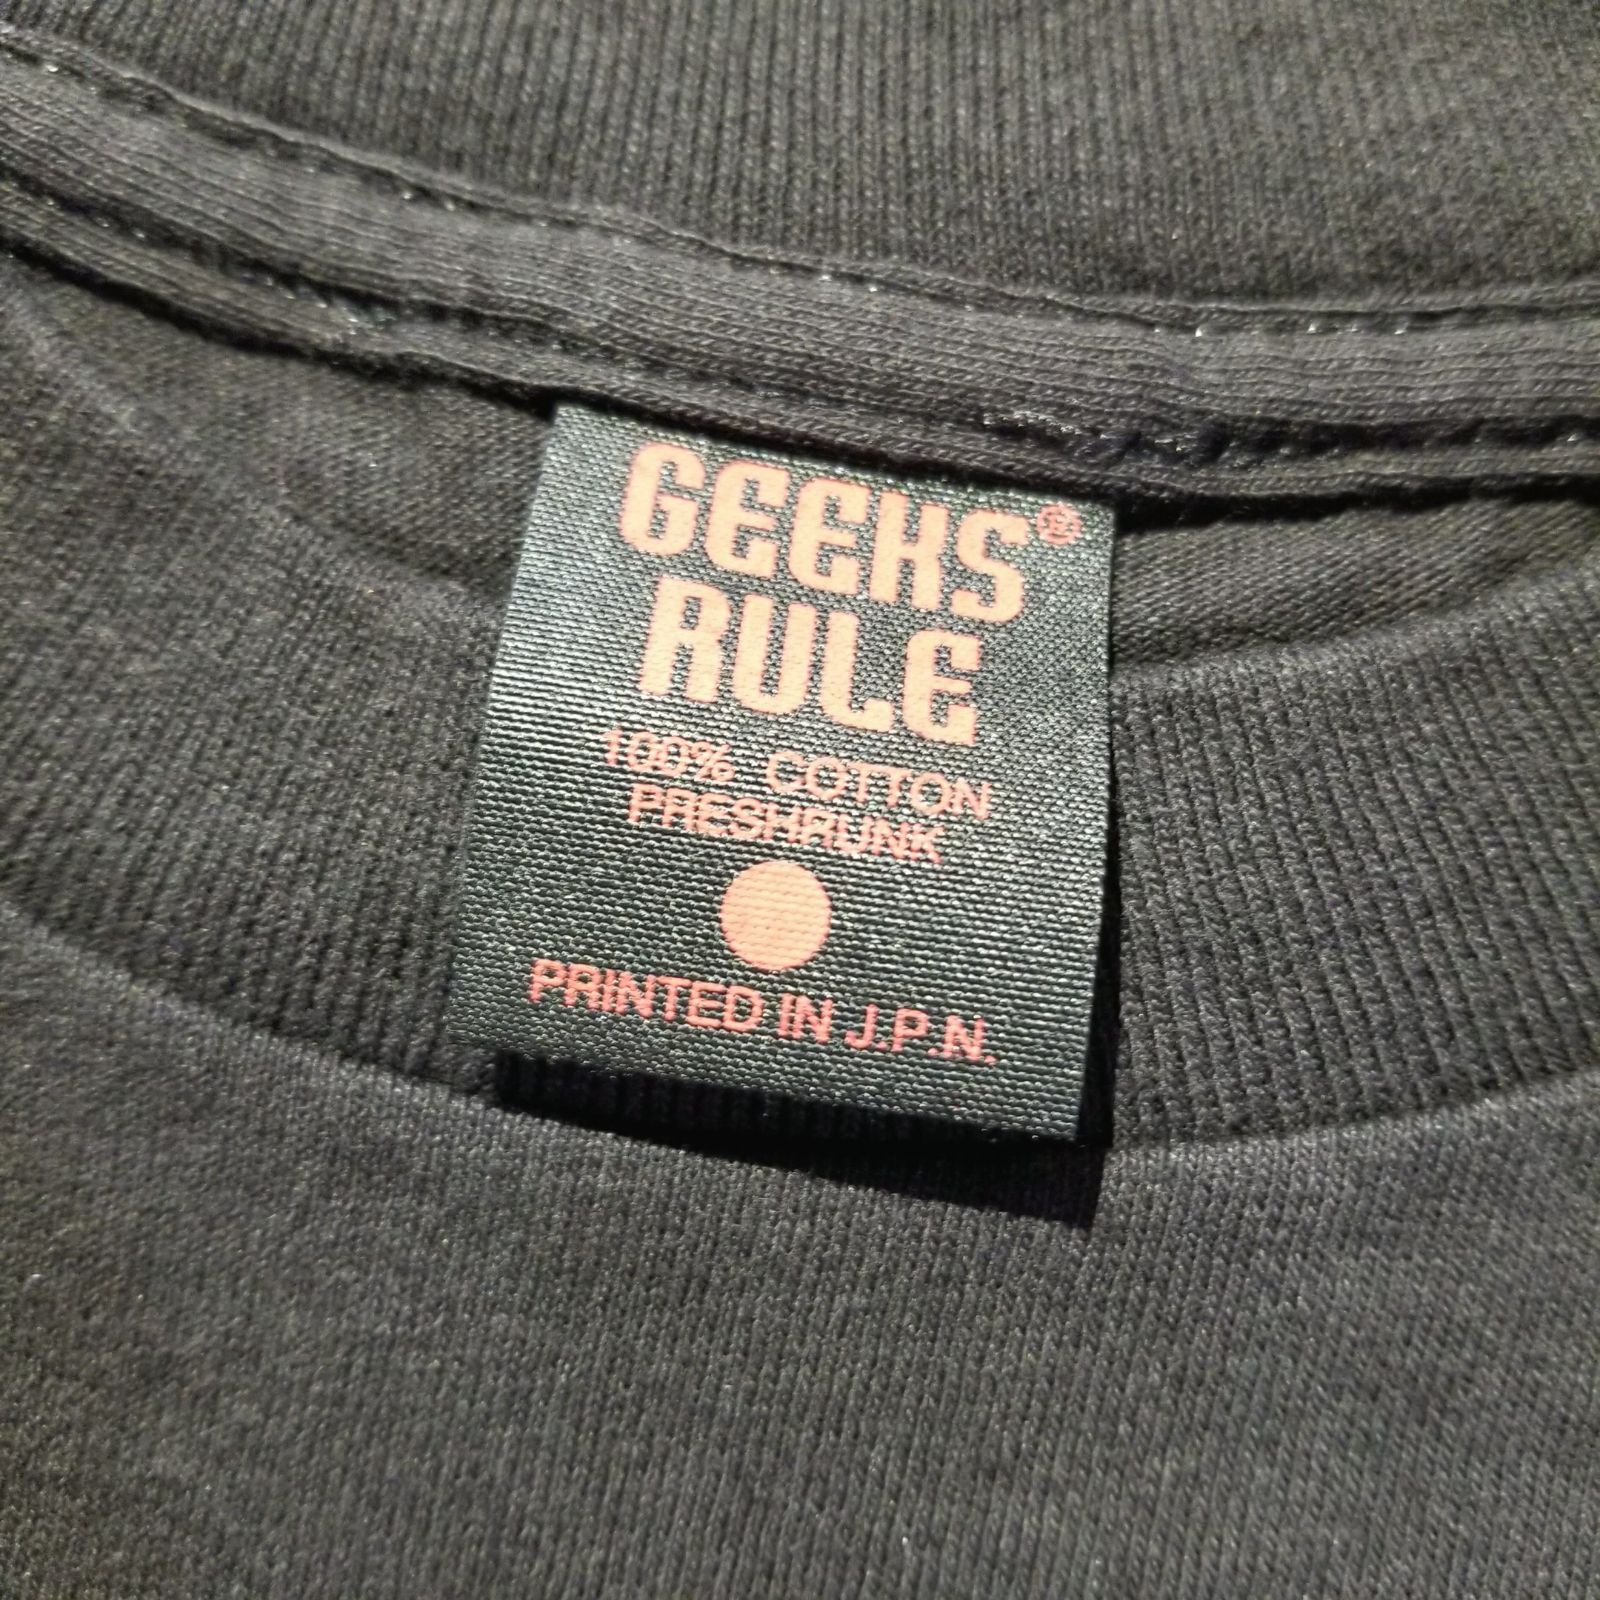 GEEKS®
RULE
100% COTTON
PRESHRUNK
PRINTED IN J.P.N.